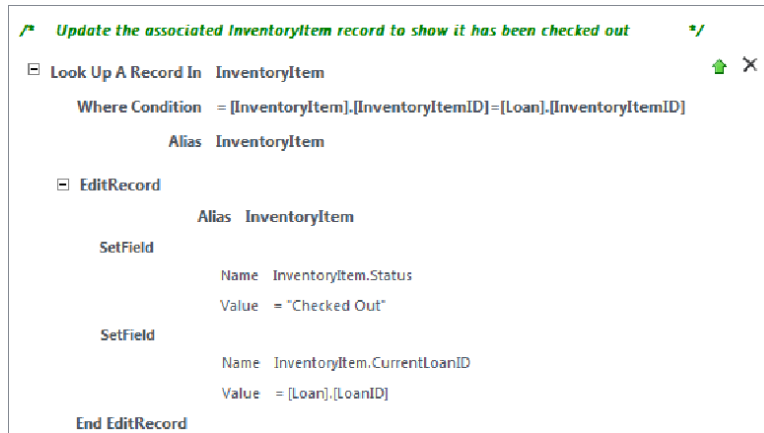 /* Update the associated InventoryItem record to show it has been checked out */
Look Up A Record In InventoryItem
Where Condition = [InventoryItem].[InventoryItemID]=[Loan].[InventoryItemID]
Alias InventoryItem
EditRecord
Alias InventoryItem
SetField
Name InventoryItem.Status
Value = "Checked Out"
SetField
Name InventoryItem.CurrentLoanID
Value = [Loan].[LoanID]
End EditRecord